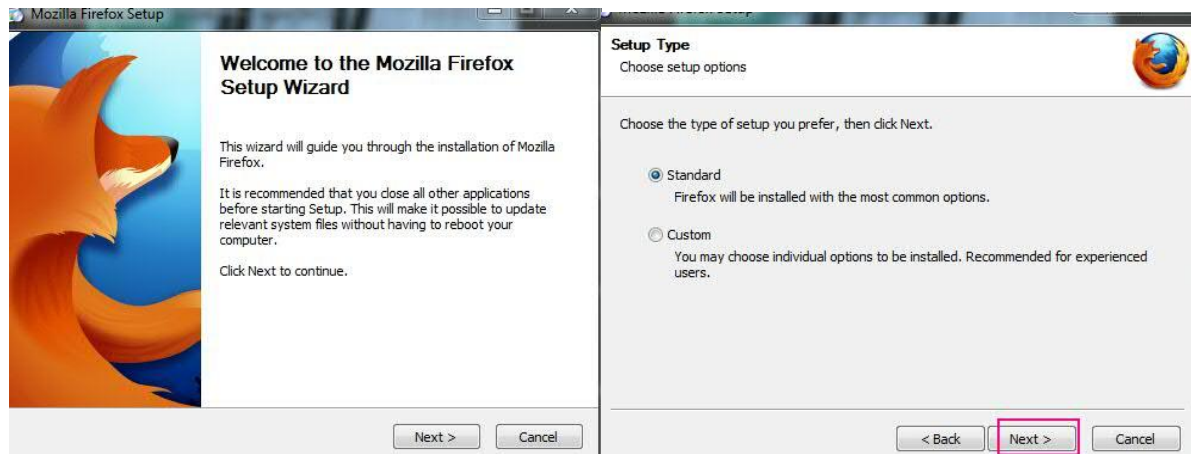 Mozilla Firefox Setup
Welcome to the Mozilla Firefox
Setup Wizard
This wizard will guide you through the installation of Mozilla
Firefox.
It is recommended that you close all other applications
before starting Setup. This will make it possible to update
relevant system files without having to reboot your
computer.
Click Next to continue.
Next >
Cancel
Setup Type
Choose setup options
Choose the type of setup you prefer, then click Next.
Standard
Firefox will be installed with the most common options.
Custom
You may choose individual options to be installed. Recommended for experienced
users.
< Back
Next >
Cancel